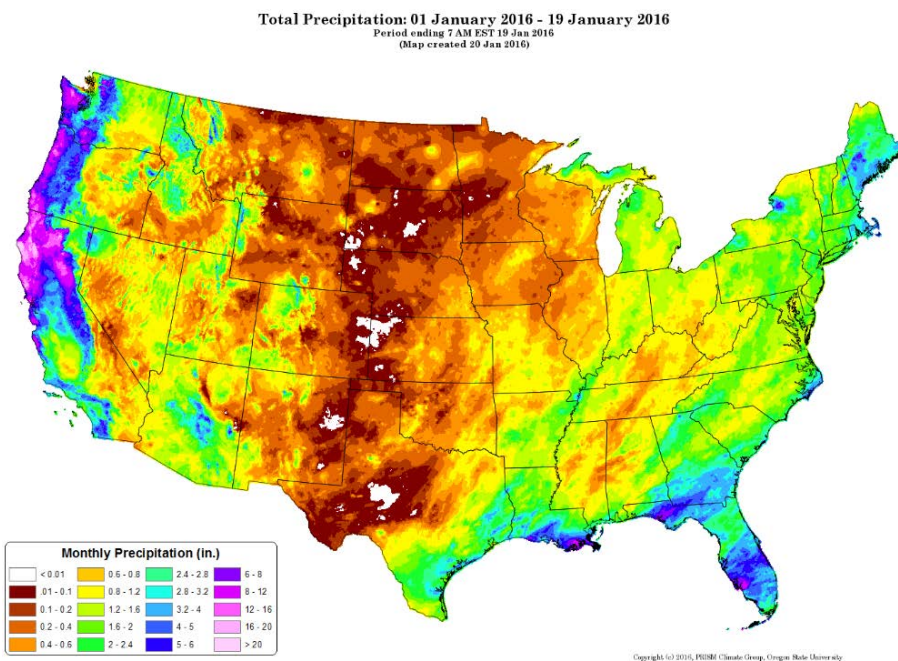 Total Precipitation: 01 January 2016 - 19 January 2016
Period ending 7 AM EST 19 Jan 2016
(Map created 20 Jan 2016)
Monthly Precipitation (in.)
< 0.01 0.6 - 0.8 2.4 - 2.8 6 - 8
.01 - 0.1 0.8 - 1.2 2.8 - 3.2 8 - 12
0.1 - 0.2 1.2 - 1.6 3.2 - 4 12 - 16
0.2 - 0.4 1.6 - 2 4 - 5 16 - 20
0.4 - 0.6 2 - 2.4 5 - 6 > 20
Copyright (c) 2016, PRISM Climate Group, Oregon State University